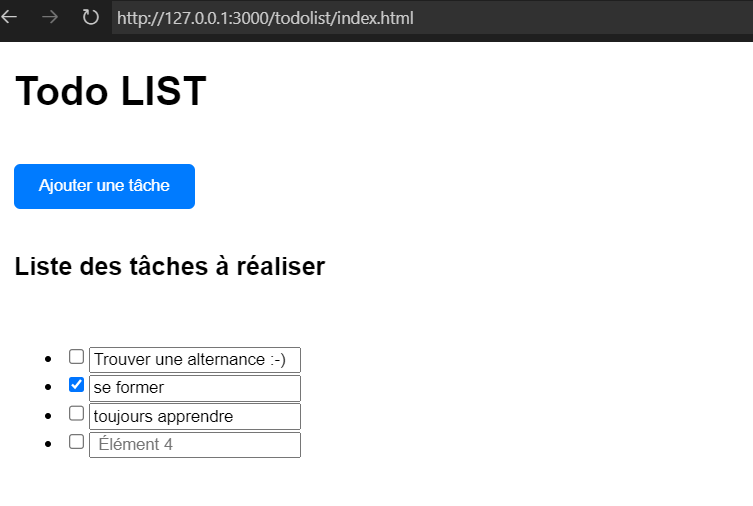 http://127.0.0.1:3000/todolist/index.html
Todo LIST
Ajouter une tâche
Liste des tâches à réaliser
Trouver une alternance :-)
se former
toujours apprendre
Élément 4